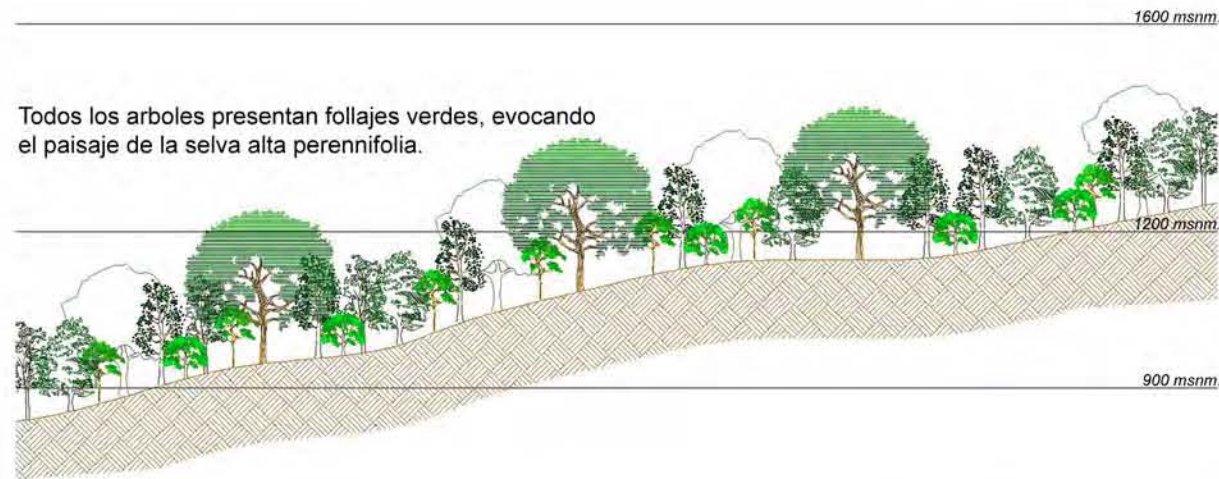 1600 msnm.
Todos los arboles presentan follajes verdes, evocando
el paisaje de la selva alta perennifolia.
1200 msnm.
900 msnm.